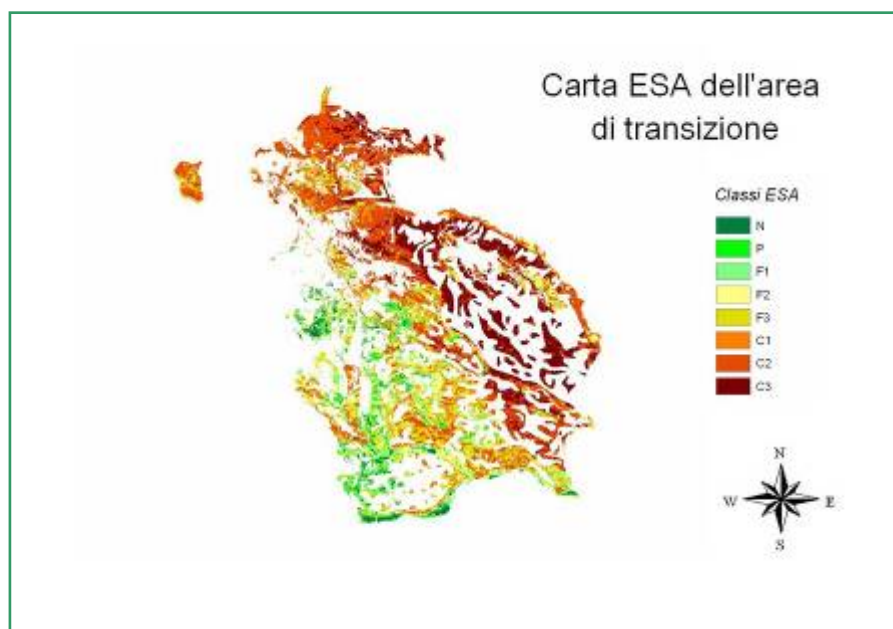 Carta ESA dell'area
di transizione
Classi ESA
N
P
F1
F2
F3
C1
C2
C3
N
W E
S